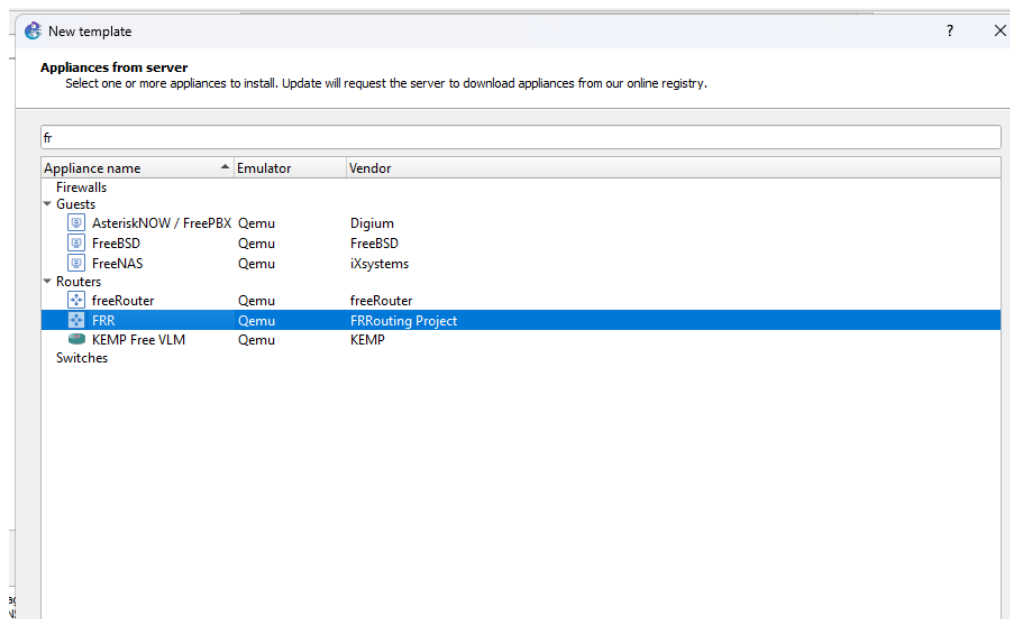 New template
?
Appliances from server
Select one or more appliances to install. Update will request the server to download appliances from our online registry.
fr
Appliance name Emulator Vendor
Firewalls
Guests
AsteriskNOW / FreePBX Qemu Digium
FreeBSD Qemu FreeBSD
FreeNAS Qemu iXsystems
Routers
freeRouter Qemu freeRouter
FRR Qemu FRRouting Project
KEMP Free VLM Qemu KEMP
Switches